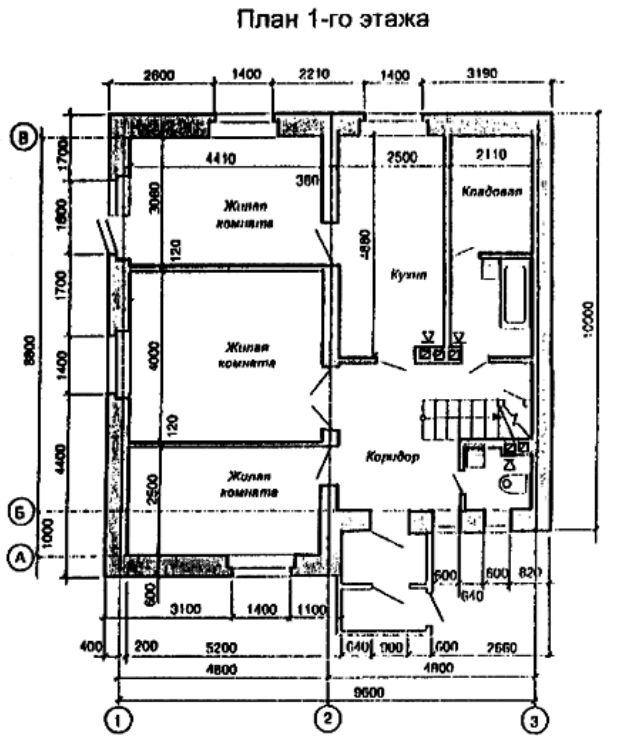 План 1-го этажа
2600 1400 2210 1400 3190
В
4410 2500 2110
1700
3080
380
Жилая
комната
Кладовая
1800
4880
120
Кухня
1700
10000
8800
4000
Жилая
комната
1400
120
4400
Жилая
комната
Коридор
2500
Б
1000
А
600
600 600 820
640
3100 1400 1100
400 200 5200 640 900 600 2660
4800 4800
9600
1 2 3